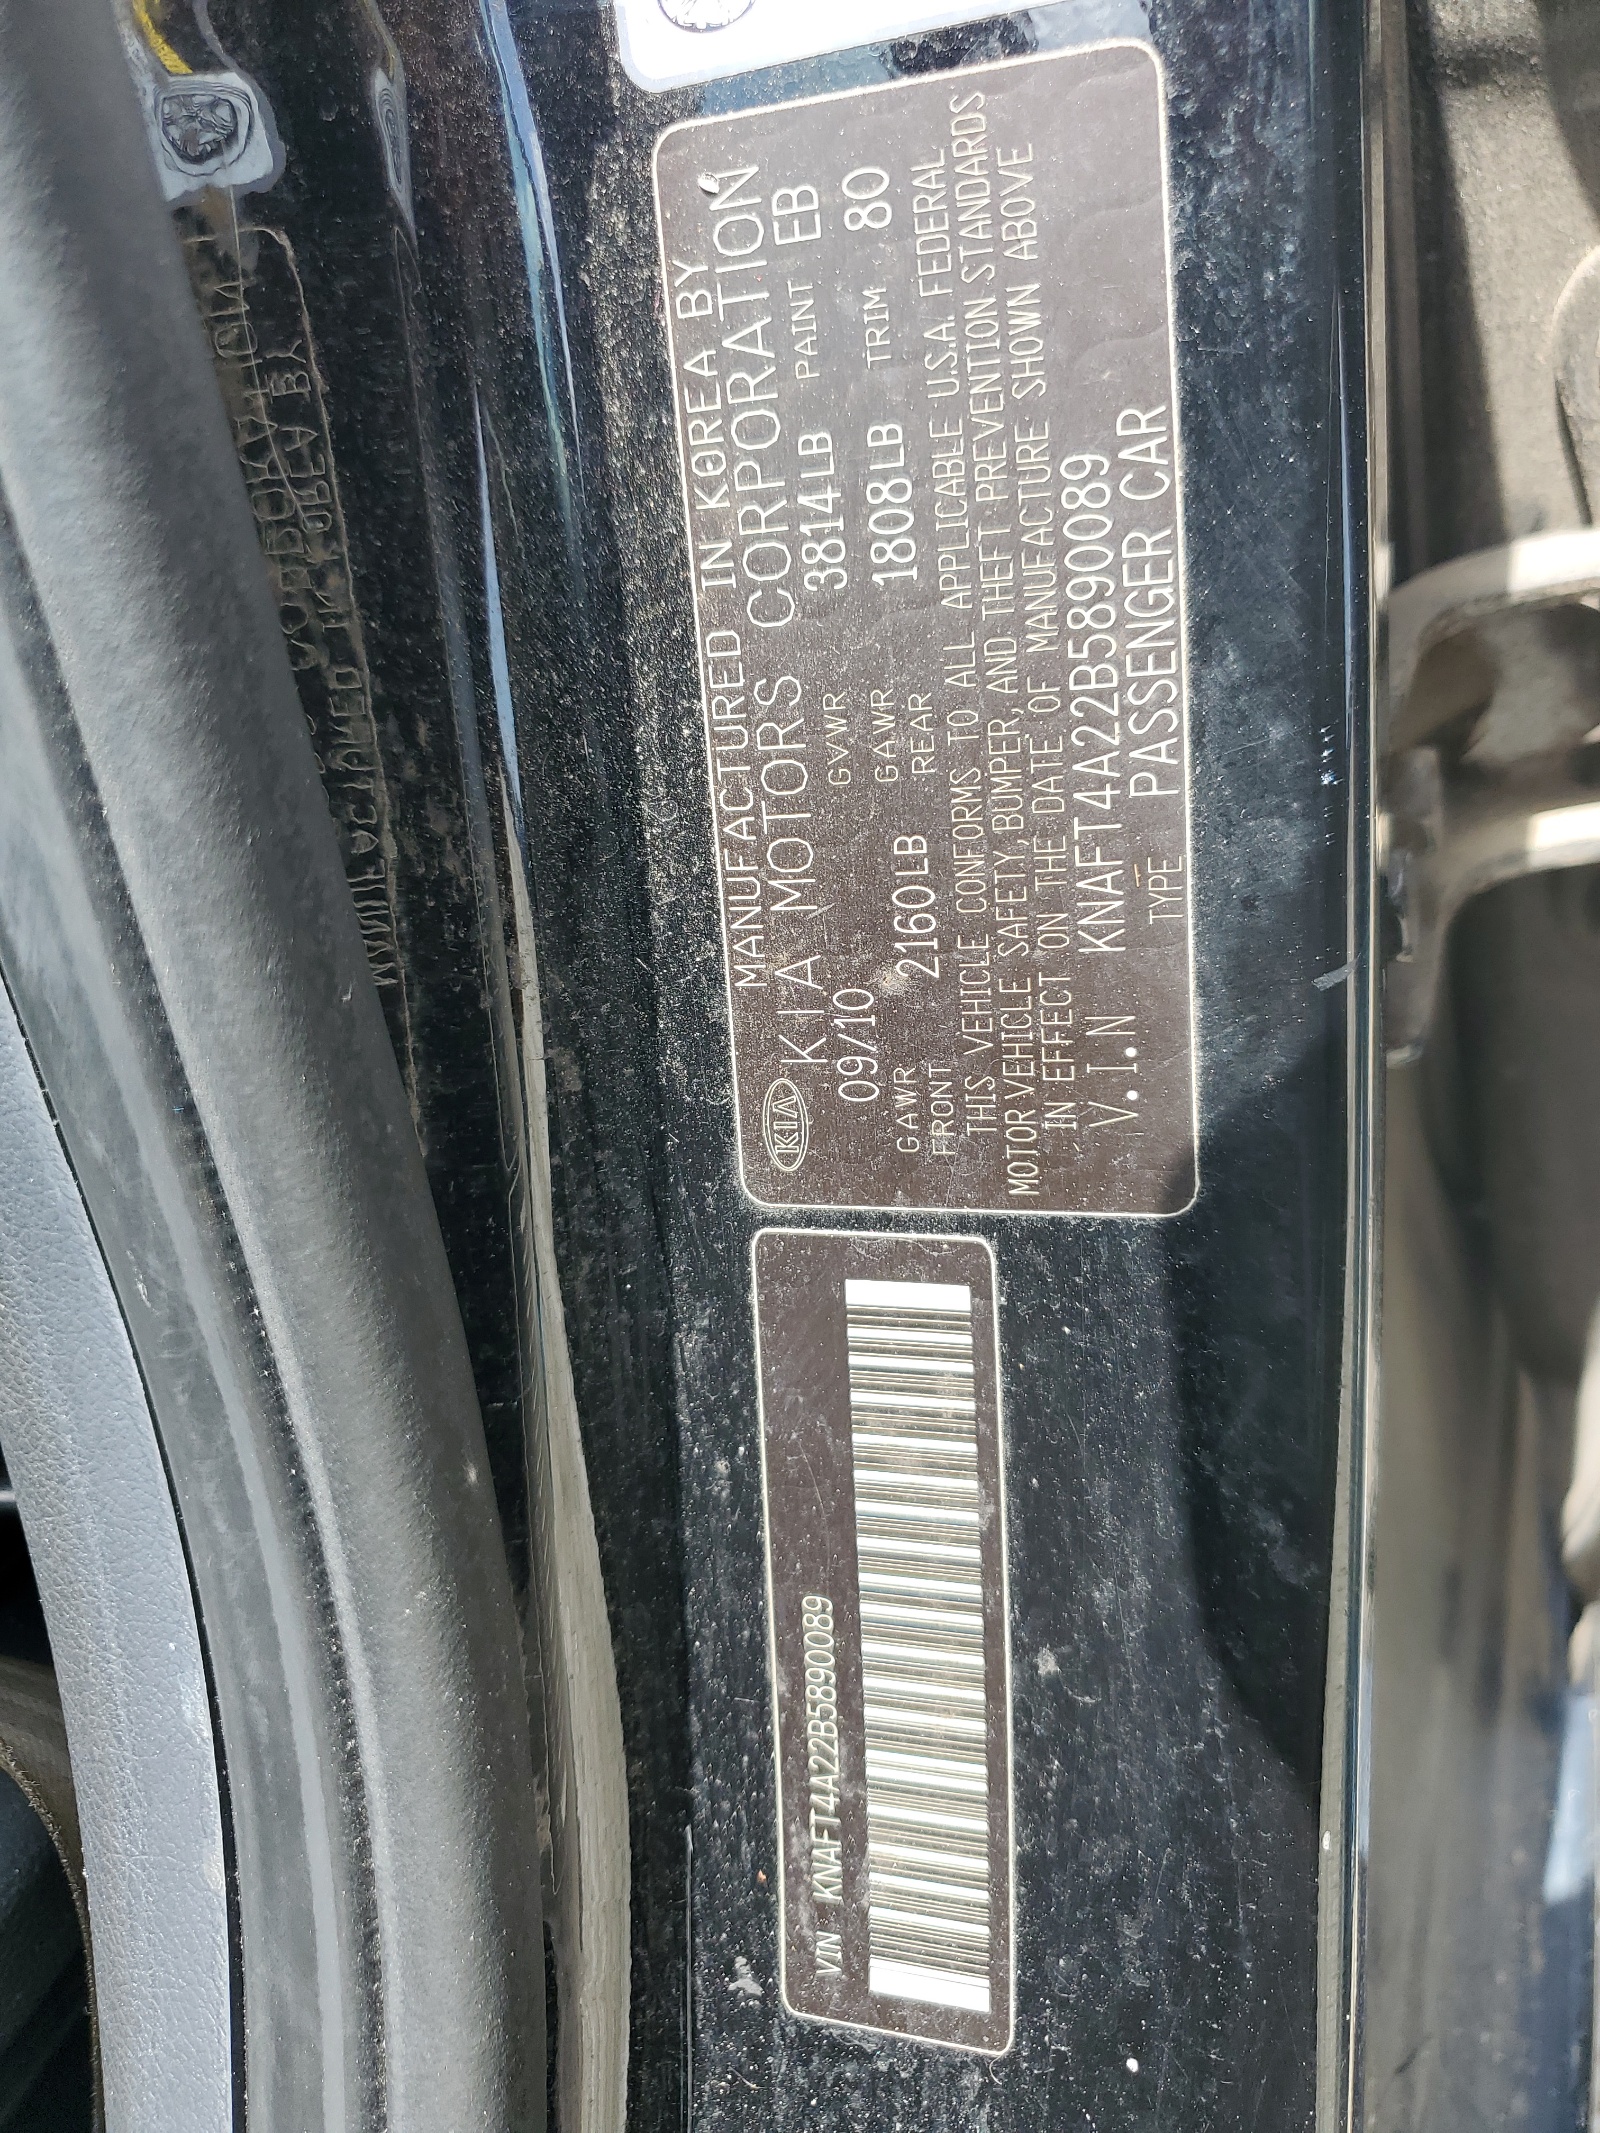 KIA
MANUFACTURED IN KOREA BY
KIA MOTORS CORPORATION
09/10 GVWR 3814LB PAINT EB
GAWR FRONT 2160LB GAWR REAR 1808LB TRIM 80
THIS VEHICLE CONFORMS TO ALL APPLICABLE U.S.A. FEDERAL
MOTOR VEHICLE SAFETY, BUMPER, AND THEFT PREVENTION STANDARDS
IN EFFECT ON THE DATE OF MANUFACTURE SHOWN ABOVE
V.I.N KNAFT4A22B5890089
TYPE PASSENGER CAR
VIN : KNAFT4A22B5890089